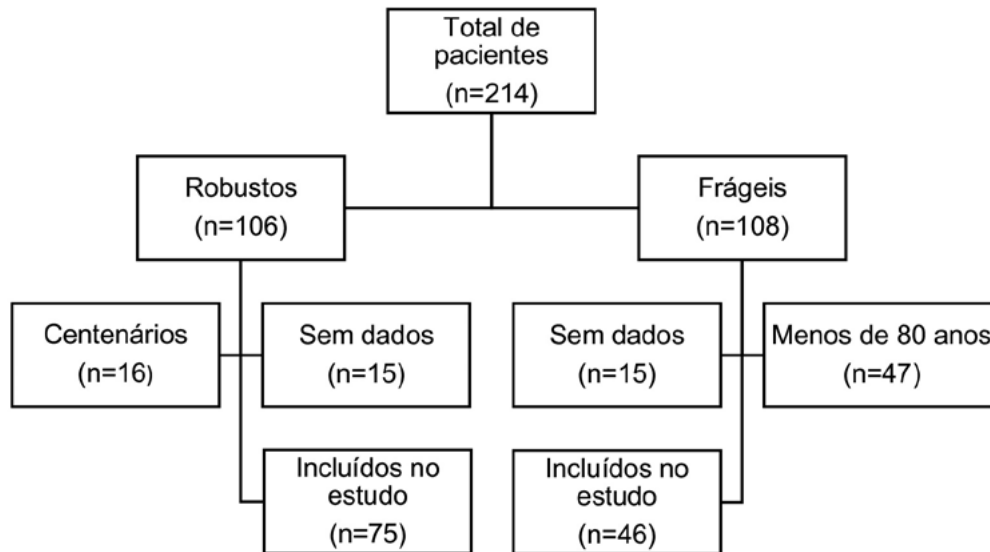 Total de
pacientes
(n=214)
Robustos
(n=106)
Frágeis
(n=108)
Centenários
(n=16)
Sem dados
(n=15)
Sem dados
(n=15)
Menos de 80 anos
(n=47)
Incluídos no
estudo
(n=75)
Incluídos no
estudo
(n=46)